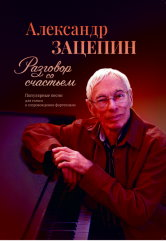 Александр
ЗАЦЕПИН
Разговор
со
счастьем
Популярные песни
для голоса
в сопровождении фортепиано